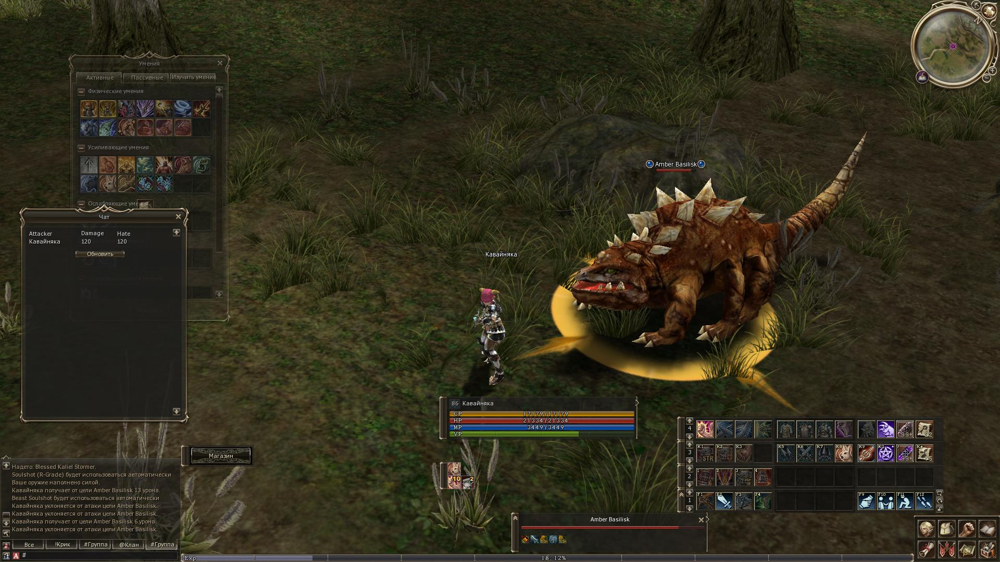 Умения
Активные
Пассивные
Изучить умение
Физические умения
Усиливающие умения
Ослабляющие умения
Чат
Attacker Damage Hate
Кавайняка 120 120
Обновить
Amber Basilisk
Кавайняка
N
86 Кавайняка
CP 17179/17179
HP 21334/21334
MP 3449/3449
VP
Магазин
10 2
Надето: Blessed Kaliel Stormer.
Soulshot (R-Grade) будет использоваться автоматически
Ваше оружие наполнено силой.
Кавайняка получает от цели Amber Basilisk 13 урона.
Beast Soulshot будет использоваться автоматически
Кавайняка уклоняется от атаки цели Amber Basilisk.
Кавайняка уклоняется от атаки цели Amber Basilisk.
Кавайняка получает от цели Amber Basilisk 6 урона.
Кавайняка уклоняется от атаки цели Amber Basilisk.
Все !Крик #Группа @Клан #Группа
A #
Amber Basilisk
4 99+
3 K1 STR K2 K3 K5 K6 K7 K8 K9 K0 99+
2 1 2 3 4
1 F1 F2 F3 F4 F9 F10 F11 F12
Exp 18,12%